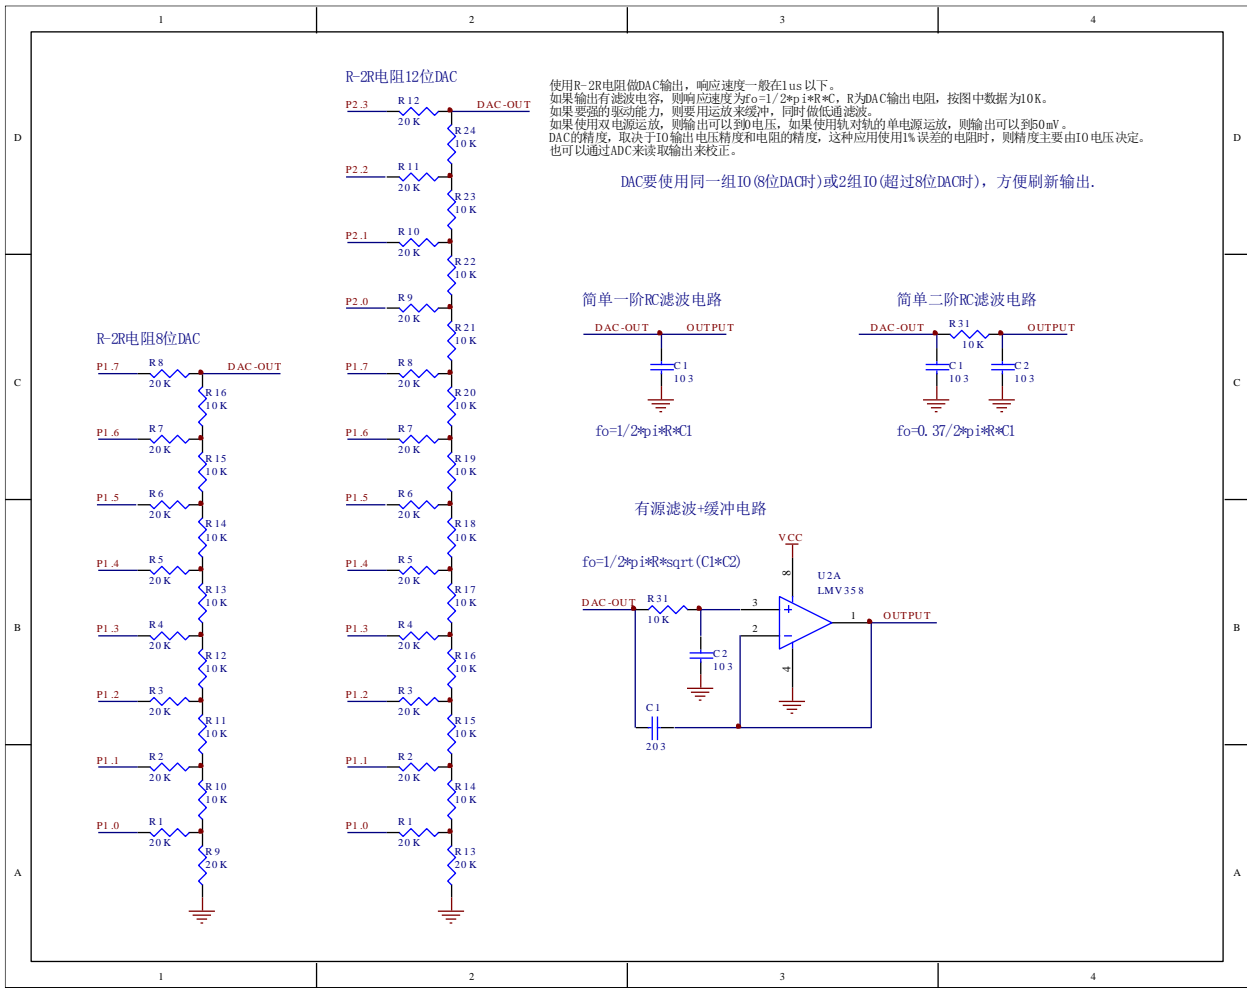 1
2
3
4
D
C
B
A
D
C
B
A
R-2R电阻12位DAC
P2.3
R12
20K
DAC-OUT
R24
10K
P2.2
R11
20K
R23
10K
P2.1
R10
20K
R22
10K
P2.0
R9
20K
R21
10K
P1.7
R8
20K
R20
10K
P1.6
R7
20K
R19
10K
P1.5
R6
20K
R18
10K
P1.4
R5
20K
R17
10K
P1.3
R4
20K
R16
10K
P1.2
R3
20K
R15
10K
P1.1
R2
20K
R14
10K
P1.0
R1
20K
R13
20K
R-2R电阻8位DAC
P1.7
R8
20K
DAC-OUT
R16
10K
P1.6
R7
20K
R15
10K
P1.5
R6
20K
R14
10K
P1.4
R5
20K
R13
10K
P1.3
R4
20K
R12
10K
P1.2
R3
20K
R11
10K
P1.1
R2
20K
R10
10K
P1.0
R1
20K
R9
20K
使用R-2R电阻做DAC输出，响应速度一般在1us以下。
如果输出有滤波电容，则响应速度为fo=1/2*pi*R*C，R为DAC输出电阻，按图中数据为10K。
如果要强的驱动能力，则要用运放来缓冲，同时做低通滤波。
如果使用双电源运放，则输出可以到0电压，如果使用轨对轨的单电源运放，则输出可以到50mV。
DAC的精度，取决于IO输出电压精度和电阻的精度，这种应用使用1%误差的电阻时，则精度主要由IO电压决定。
也可以通过ADC来读取输出来校正。
DAC要使用同一组IO(8位DAC时)或2组IO(超过8位DAC时)，方便刷新输出.
简单一阶RC滤波电路
DAC-OUT
OUTPUT
C1
103
fo=1/2*pi*R*C1
简单二阶RC滤波电路
DAC-OUT
R31
10K
OUTPUT
C1
103
C2
103
fo=0.37/2*pi*R*C1
有源滤波+缓冲电路
fo=1/2*pi*R*sqrt(C1*C2)
VCC
8
U2A
LMV358
DAC-OUT
R31
10K
3
2
1
OUTPUT
4
C2
103
C1
203
1
2
3
4